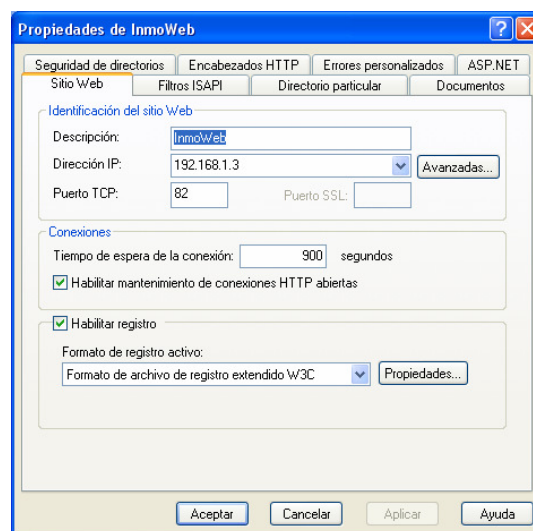 Propiedades de InmoWeb
Seguridad de directorios Encabezados HTTP Errores personalizados ASP.NET
Sitio Web Filtros ISAPI Directorio particular Documentos
Identificación del sitio Web
Descripción: InmoWeb
Dirección IP: 192.168.1.3 Avanzadas...
Puerto TCP: 82 Puerto SSL:
Conexiones
Tiempo de espera de la conexión: 900 segundos
Habilitar mantenimiento de conexiones HTTP abiertas
Habilitar registro
Formato de registro activo:
Formato de archivo de registro extendido W3C Propiedades...
Aceptar Cancelar Aplicar Ayuda